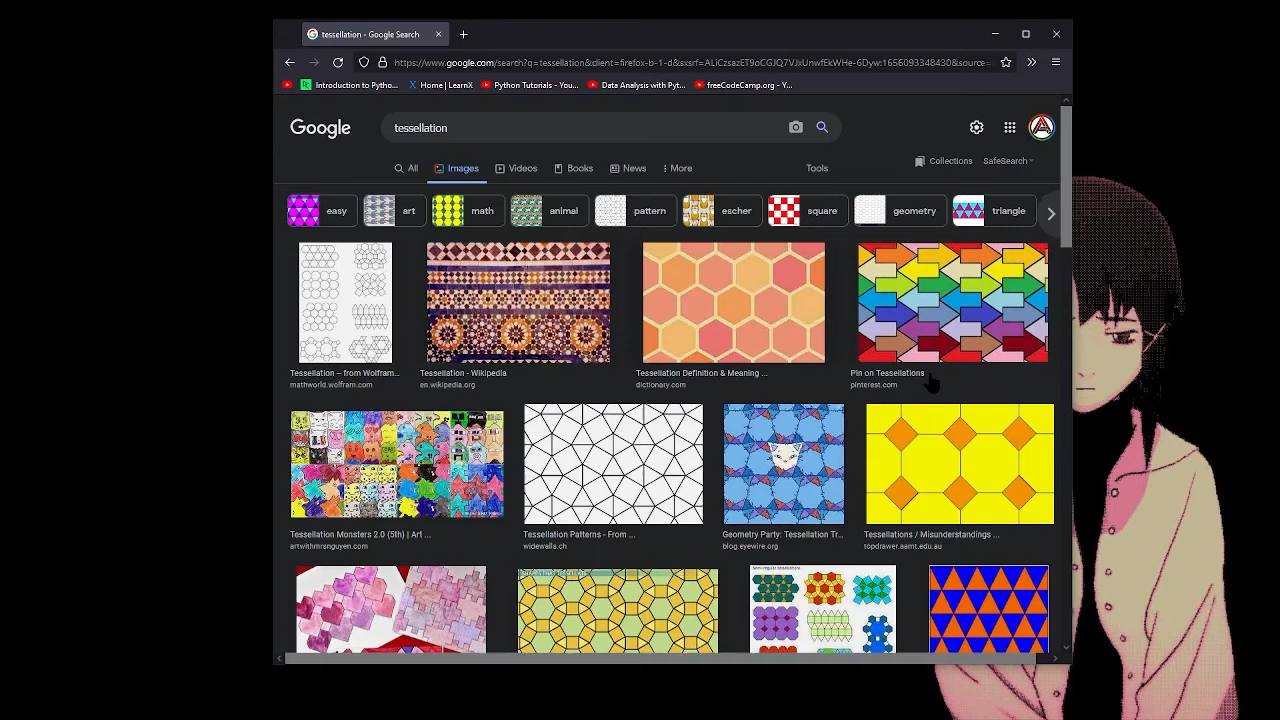 tessellation - Google Search
https://www.google.com/search?q=tessellation&client=firefox-b-1-d&sxsrf=ALiCzsazET9oCGJQ7VJxUnwfEkWHe-6Dyw:1656093348430&source=
Introduction to Pytho... Home | LearnX Python Tutorials - You... Data Analysis with Pyt... freeCodeCamp.org - Y...
Google tessellation
Collections SafeSearch
All Images Videos Books News More Tools
easy art math animal pattern escher square geometry triangle
Tessellation -- from Wolfram... Tessellation - Wikipedia Tessellation Definition & Meaning ... Pin on Tessellations
mathworld.wolfram.com en.wikipedia.org dictionary.com pinterest.com
Tessellation Monsters 2.0 (5th) | Art ... Tessellation Patterns - From ... Geometry Party: Tessellation Tr... Tessellations / Misunderstandings ...
artwithmrsnguyen.com widewalls.ch blog.eyewire.org topdrawer.aamt.edu.au